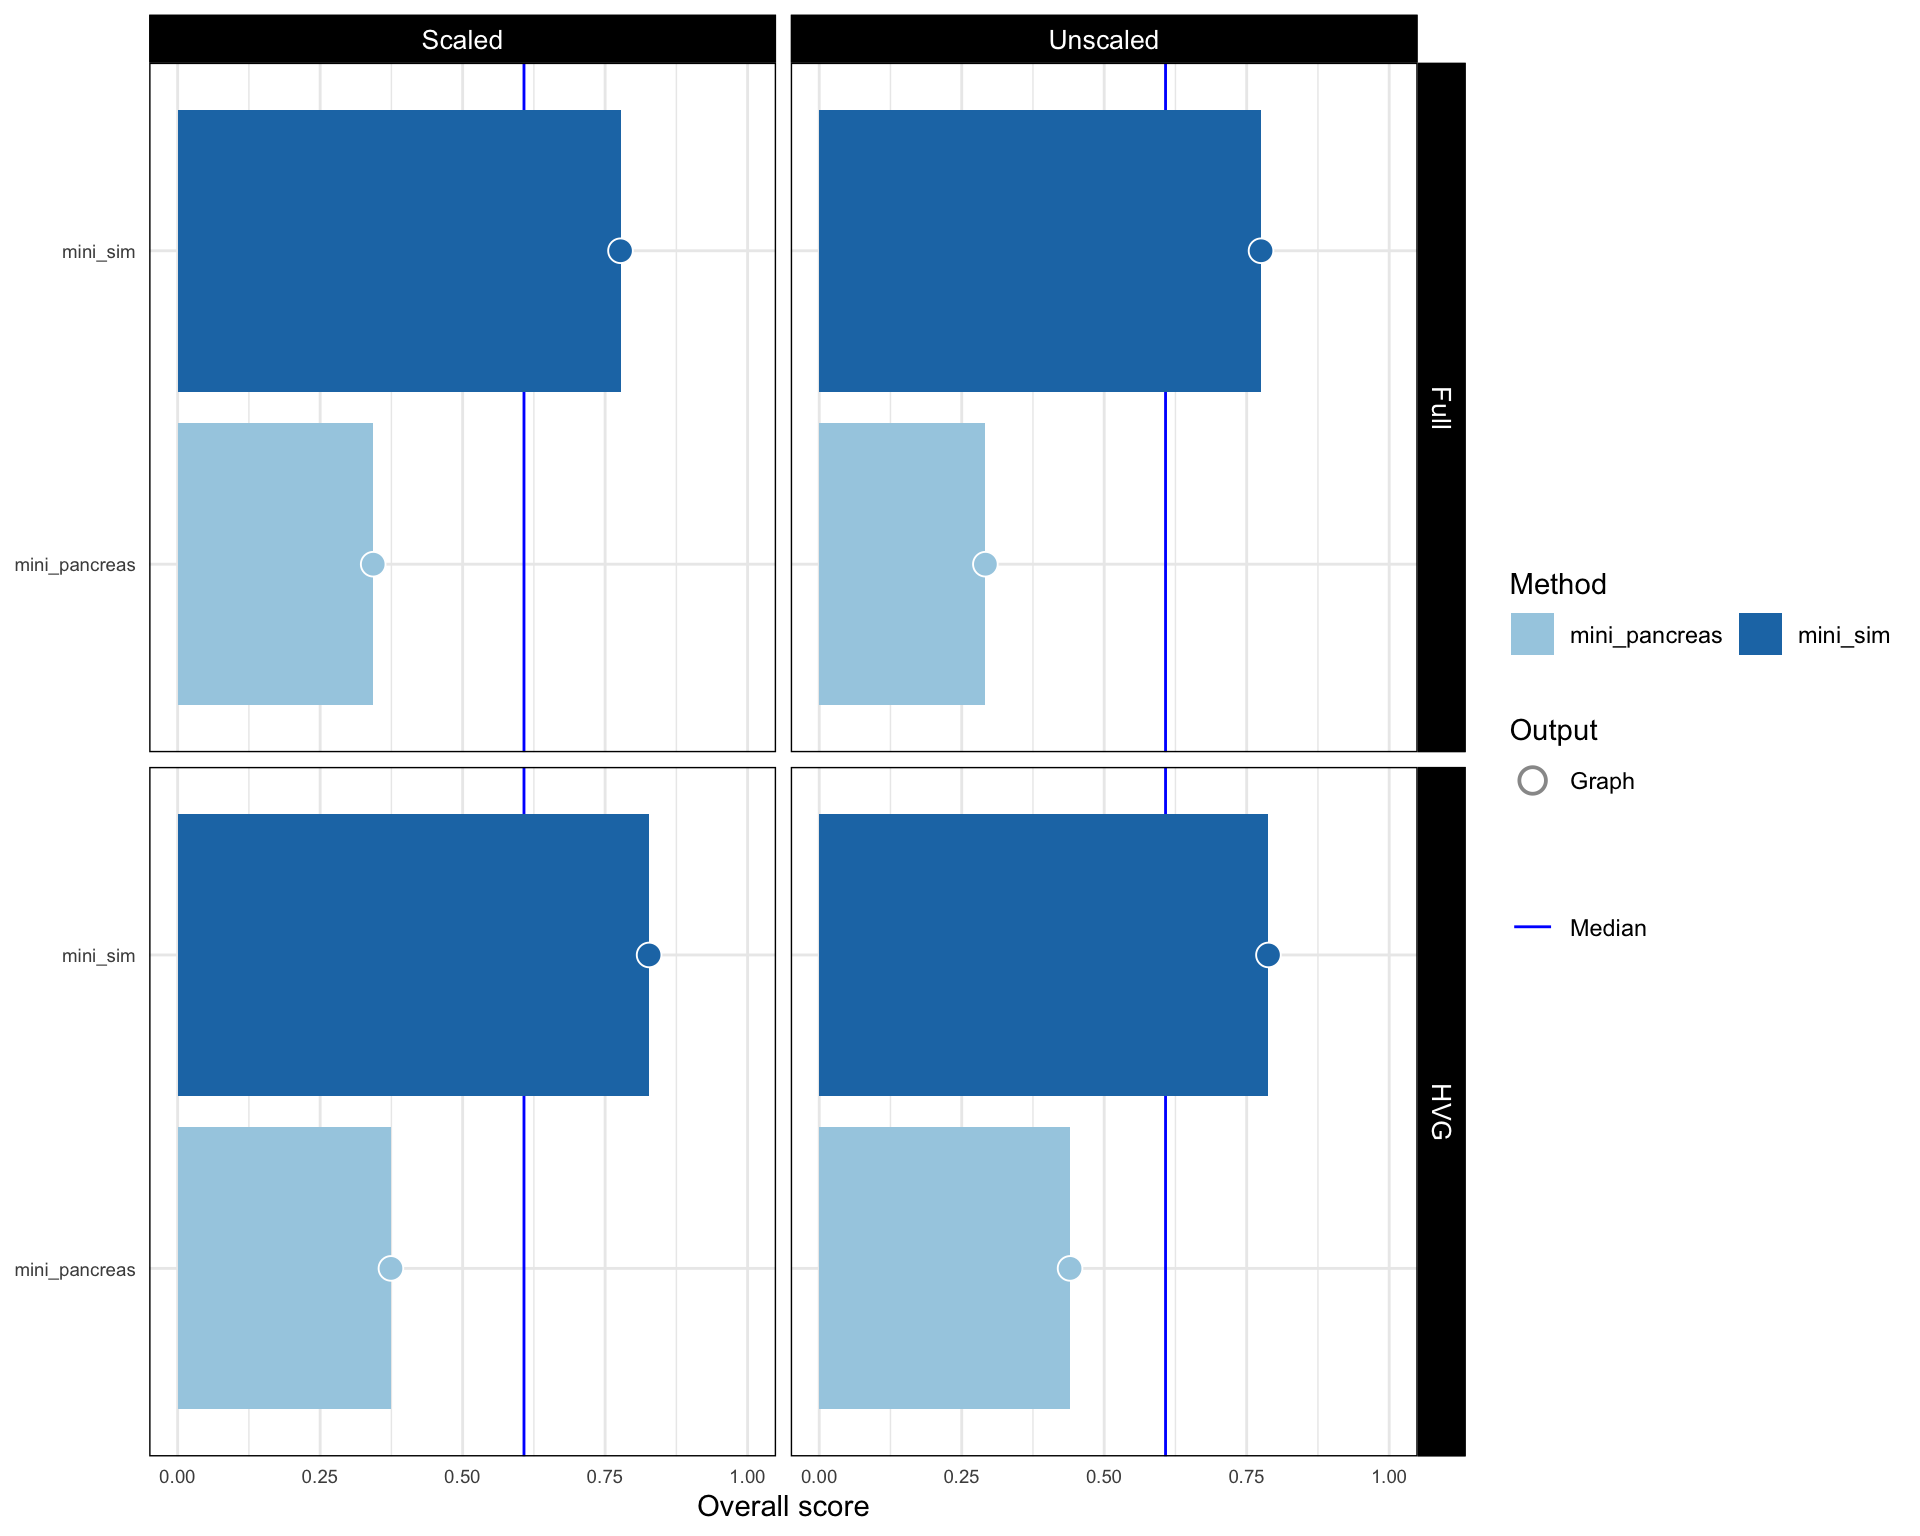 Scaled
Unscaled
mini_sim
mini_pancreas
Full
mini_sim
mini_pancreas
HVG
0.00 0.25 0.50 0.75 1.00 0.00 0.25 0.50 0.75 1.00
Overall score
Method
mini_pancreas mini_sim
Output
Graph
Median